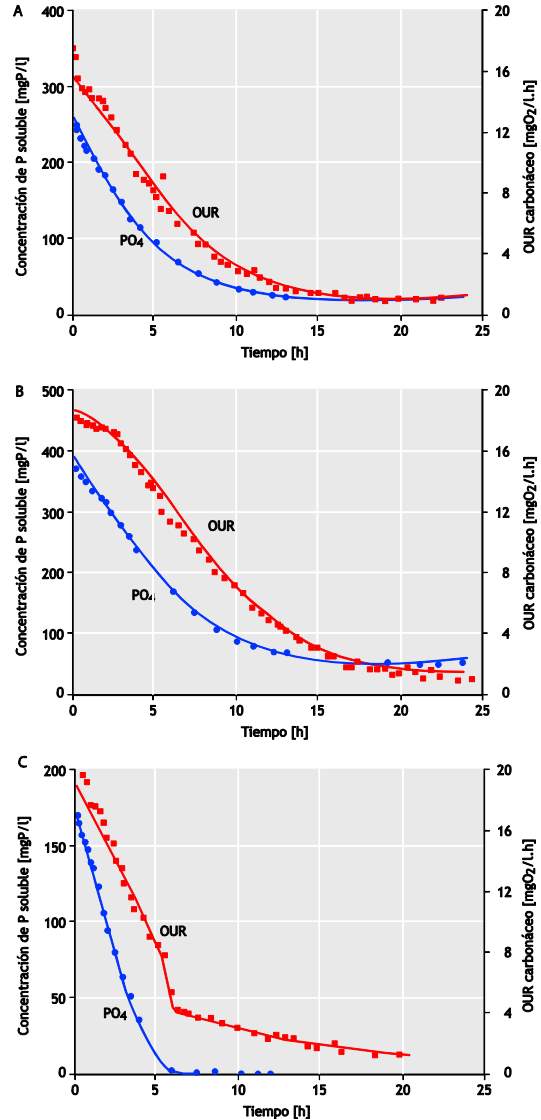 A
400
300
200
100
0
Concentración de P soluble [mgP/l]
20
16
12
8
4
0
OUR carbonáceo [mgO2/L.h]
OUR
PO4
0
5
10
15
20
25
Tiempo [h]
B
500
400
300
200
100
0
Concentración de P soluble [mgP/l]
20
16
12
8
4
0
OUR carbonáceo [mgO2/L.h]
OUR
PO4
0
5
10
15
20
25
Tiempo [h]
C
200
150
100
50
0
Concentración de P soluble [mgP/l]
20
16
12
8
4
0
OUR carbonáceo [mgO2/L.h]
OUR
PO4
0
5
10
15
20
25
Tiempo [h]